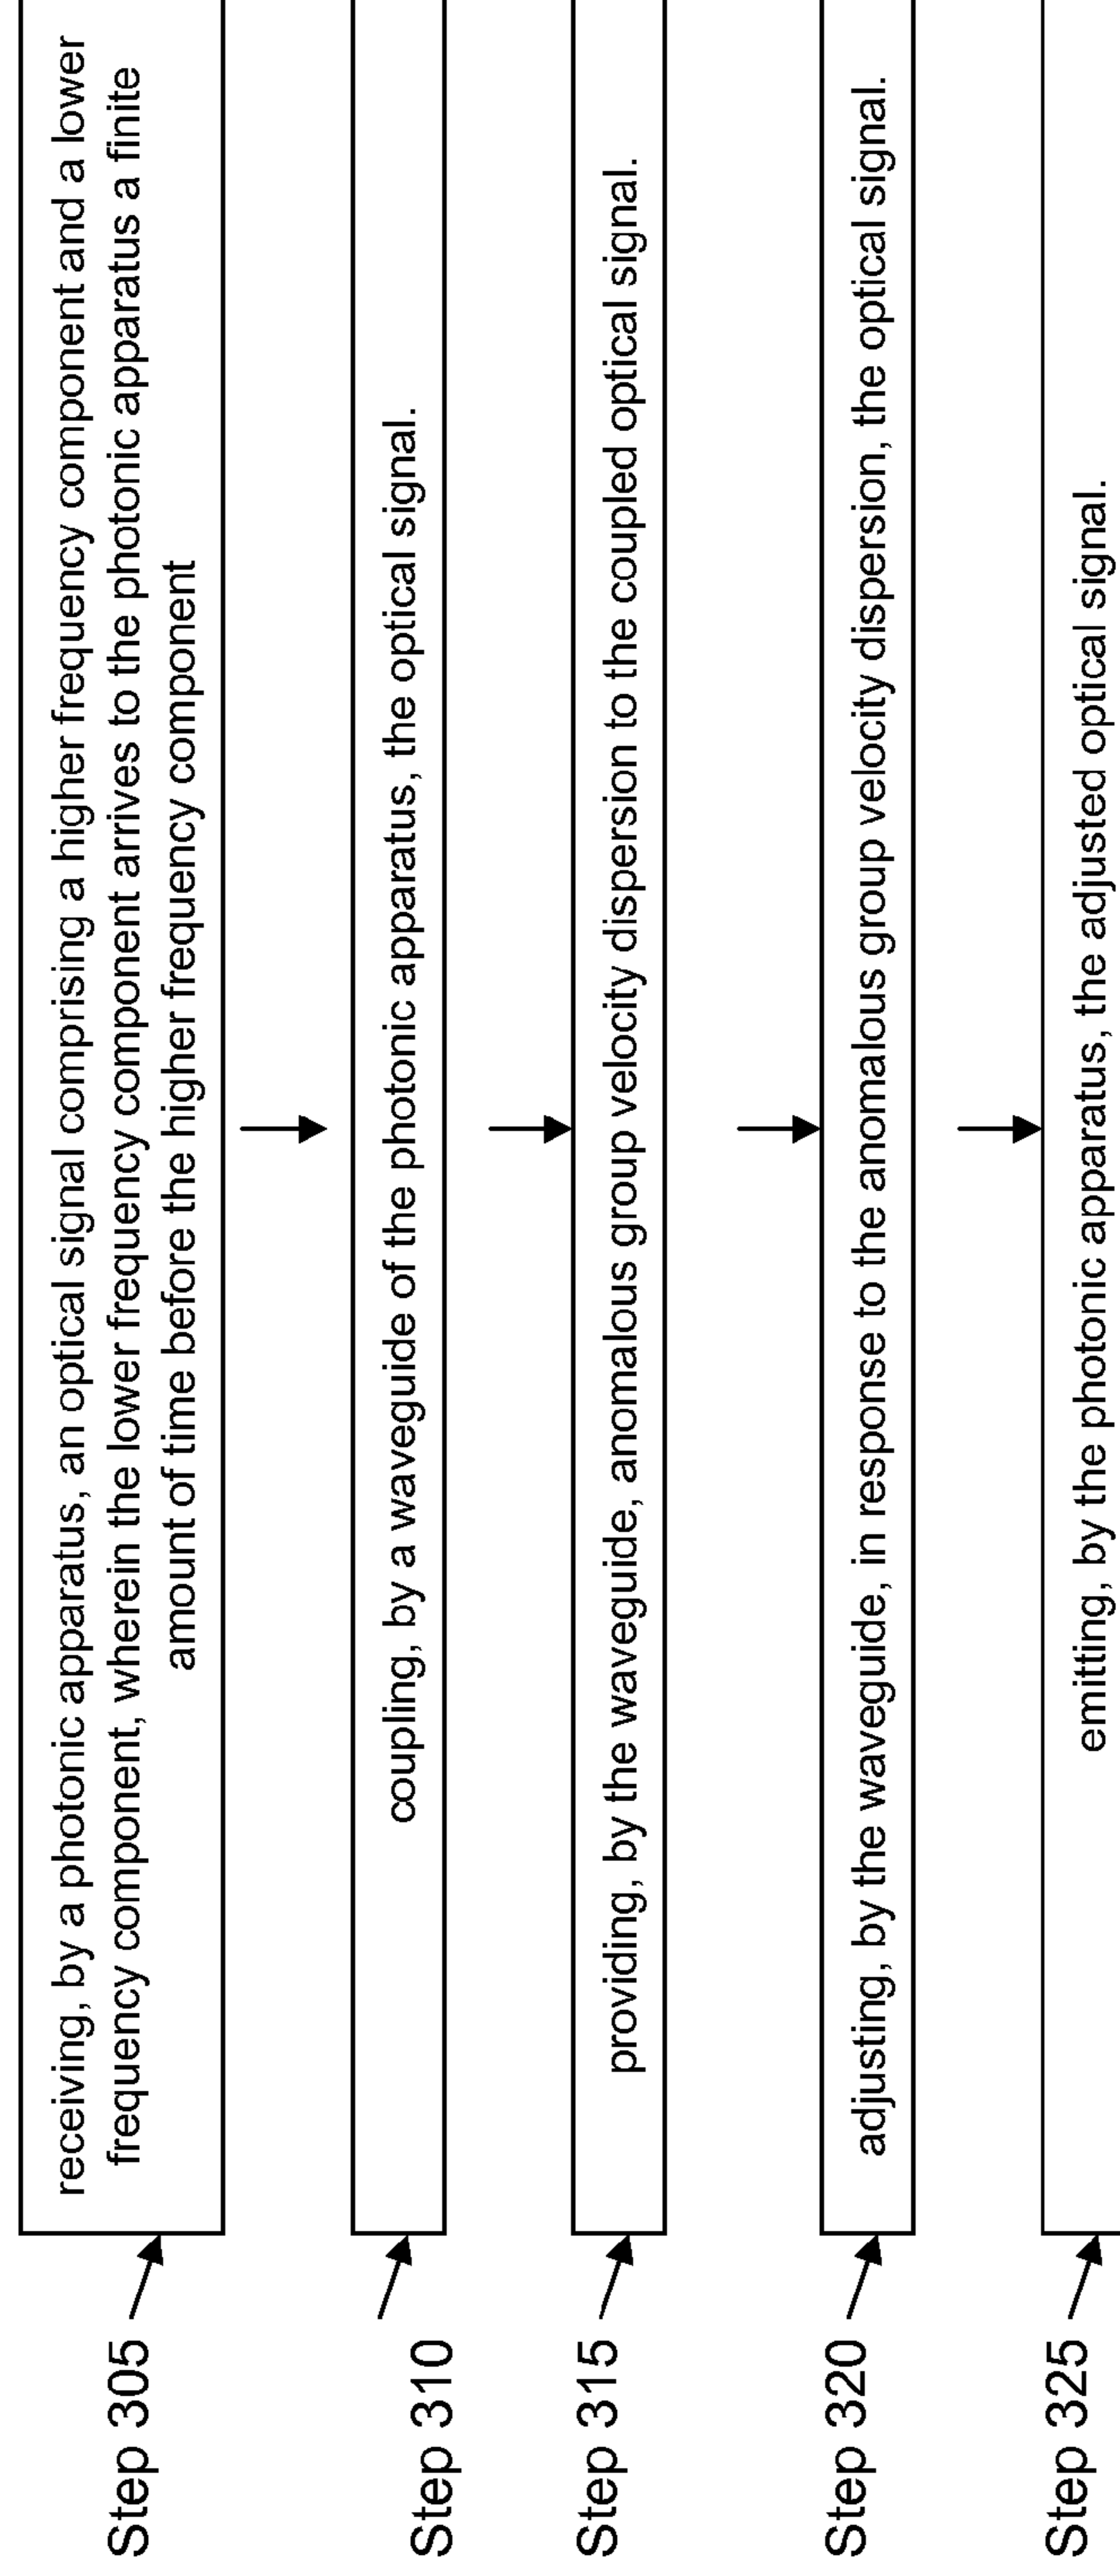 Step 305
receiving, by a photonic apparatus, an optical signal comprising a higher frequency component and a lower
frequency component, wherein the lower frequency component arrives to the photonic apparatus a finite
amount of time before the higher frequency component
Step 310
coupling, by a waveguide of the photonic apparatus, the optical signal.
Step 315
providing, by the waveguide, anomalous group velocity dispersion to the coupled optical signal.
Step 320
adjusting, by the waveguide, in response to the anomalous group velocity dispersion, the optical signal.
Step 325
emitting, by the photonic apparatus, the adjusted optical signal.